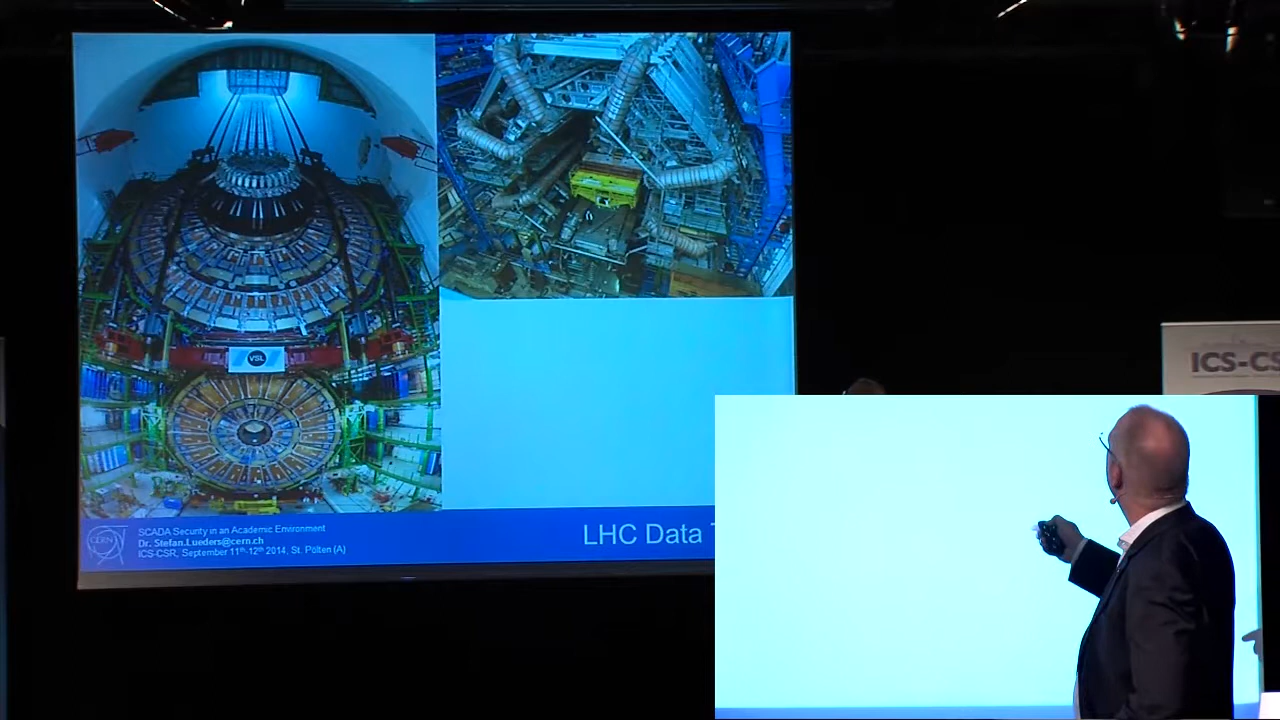 VSL
CERN
SCADA Security in an Academic Environment
Dr. Stefan.Lueders@cern.ch
ICS-CSR, September 11th-12th 2014, St. Pölten (A)
LHC Data
ICS-CS